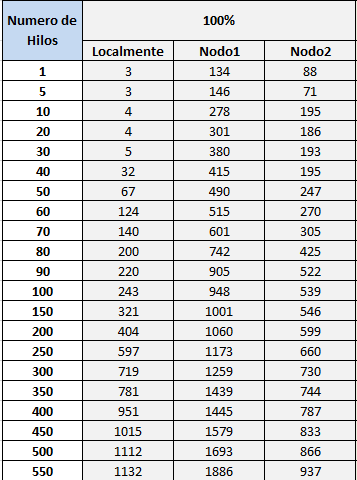 Numero de Hilos 100%
Localmente Nodo1 Nodo2
1 3 134 88
5 3 146 71
10 4 278 195
20 4 301 186
30 5 380 193
40 32 415 195
50 67 490 247
60 124 515 270
70 140 601 305
80 200 742 425
90 220 905 522
100 243 948 539
150 321 1001 546
200 404 1060 599
250 597 1173 660
300 719 1259 730
350 781 1439 744
400 951 1445 787
450 1015 1579 833
500 1112 1693 866
550 1132 1886 937